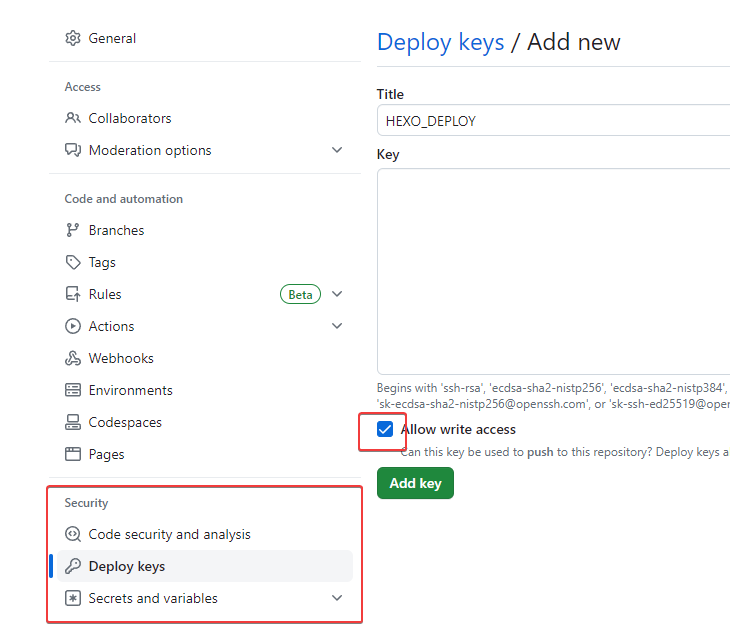 General
Access
Collaborators
Moderation options
Code and automation
Branches
Tags
Rules Beta
Actions
Webhooks
Environments
Codespaces
Pages
Security
Code security and analysis
Deploy keys
Secrets and variables
Deploy keys / Add new
Title
HEXO_DEPLOY
Key
Begins with 'ssh-rsa', 'ecdsa-sha2-nistp256', 'ecdsa-sha2-nistp384',
'sk-ecdsa-sha2-nistp256@openssh.com', or 'sk-ssh-ed25519@open
Allow write access
Can this key be used to push to this repository? Deploy keys a
Add key